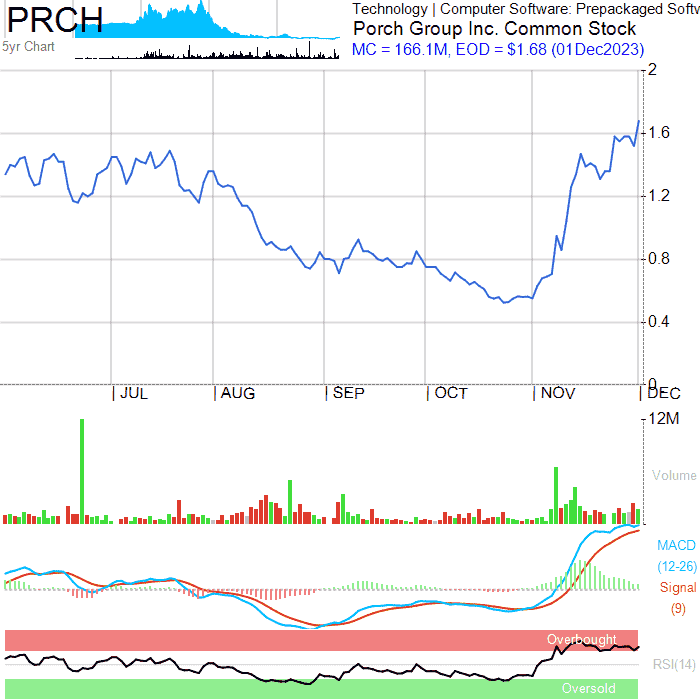 PRCH
5yr Chart
Technology | Computer Software: Prepackaged Softw
Porch Group Inc. Common Stock
MC = 166.1M, EOD = $1.68 (01Dec2023)
2
1.6
1.2
0.8
0.4
0
JUL AUG SEP OCT NOV DEC
12M
Volume
MACD
(12-26)
Signal
(9)
Overbought
RSI(14)
Oversold